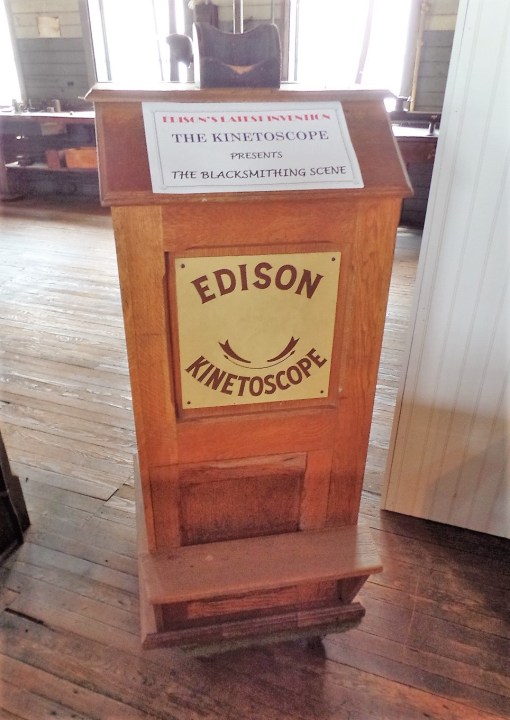 EDISON'S LATEST INVENTION
THE KINETOSCOPE
PRESENTS
THE BLACKSMITHING SCENE
EDISON
KINETOSCOPE